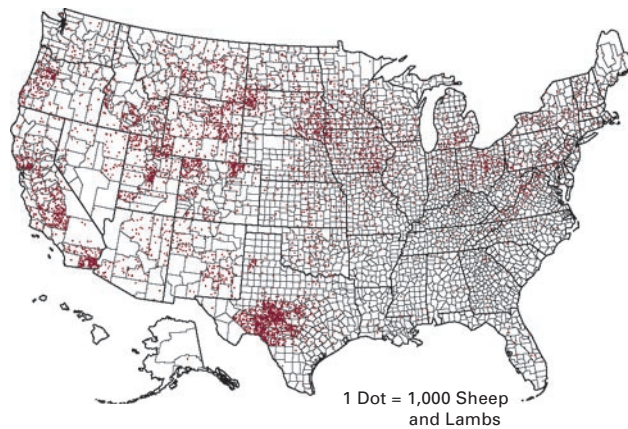 1 Dot = 1,000 Sheep
and Lambs